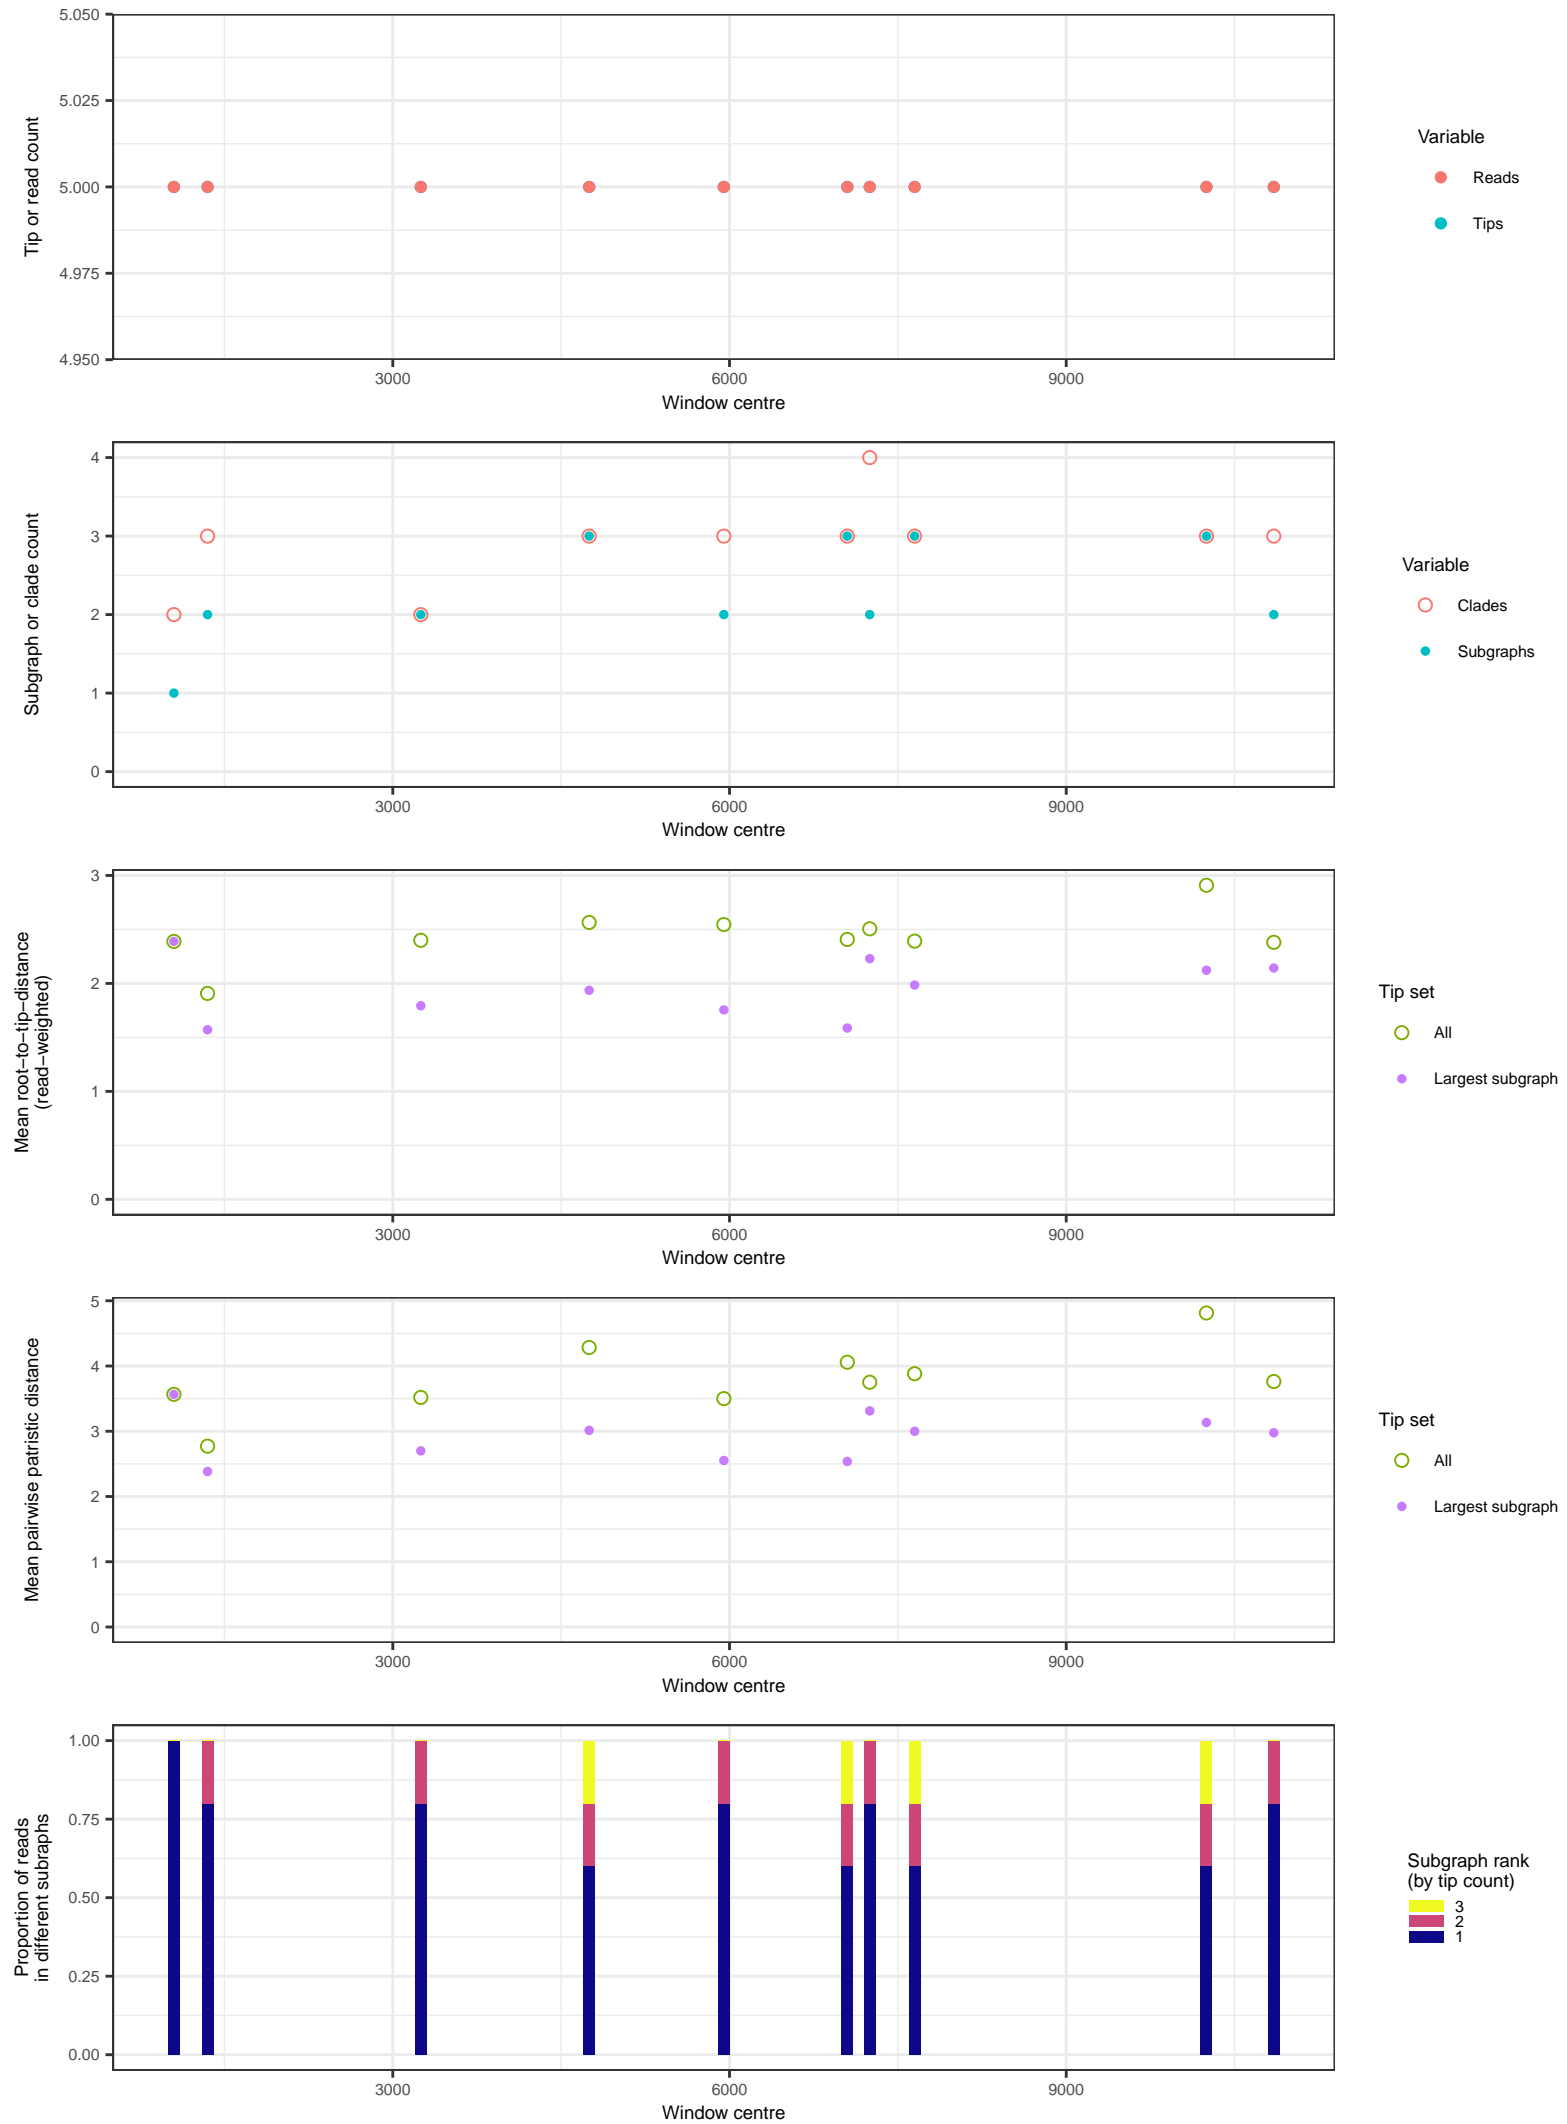 5.050
5.025
5.000
4.975
4.950
Tip or read count
3000 6000 9000
Window centre
Variable
Reads
Tips
4
3
2
1
0
Subgraph or clade count
3000 6000 9000
Window centre
Variable
Clades
Subgraphs
3
2
1
0
Mean root−to−tip−distance
(read−weighted)
3000 6000 9000
Window centre
Tip set
All
Largest subgraph
5
4
3
2
1
0
Mean pairwise patristic distance
3000 6000 9000
Window centre
Tip set
All
Largest subgraph
1.00
0.75
0.50
0.25
0.00
Proportion of reads
in different subraphs
3000 6000 9000
Window centre
Subgraph rank
(by tip count)
3
2
1